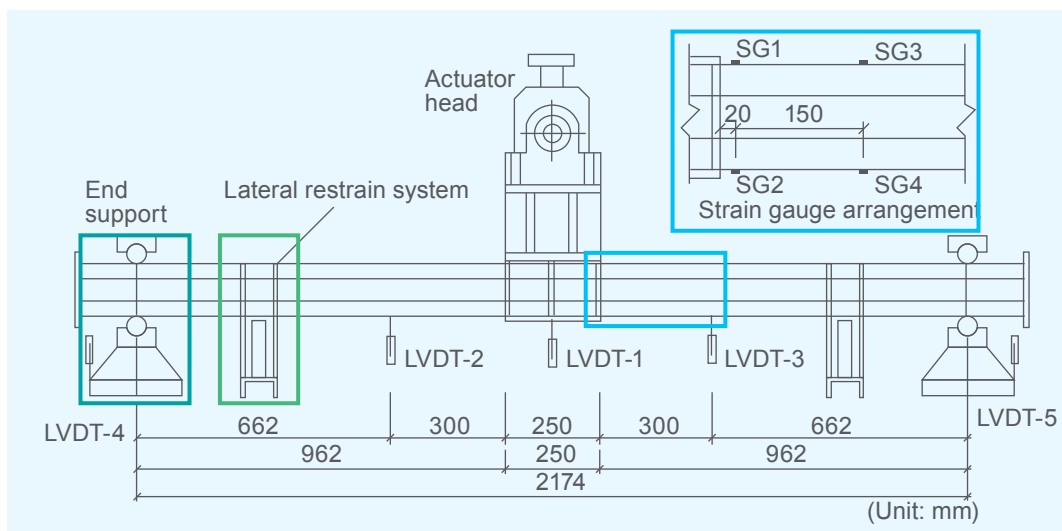 SG1
SG3
Actuator
head
20
150
SG2
SG4
Strain gauge arrangement
End
support
Lateral restrain system
LVDT-2
LVDT-1
LVDT-3
LVDT-4
LVDT-5
662
300
250
300
662
962
250
962
2174
(Unit: mm)